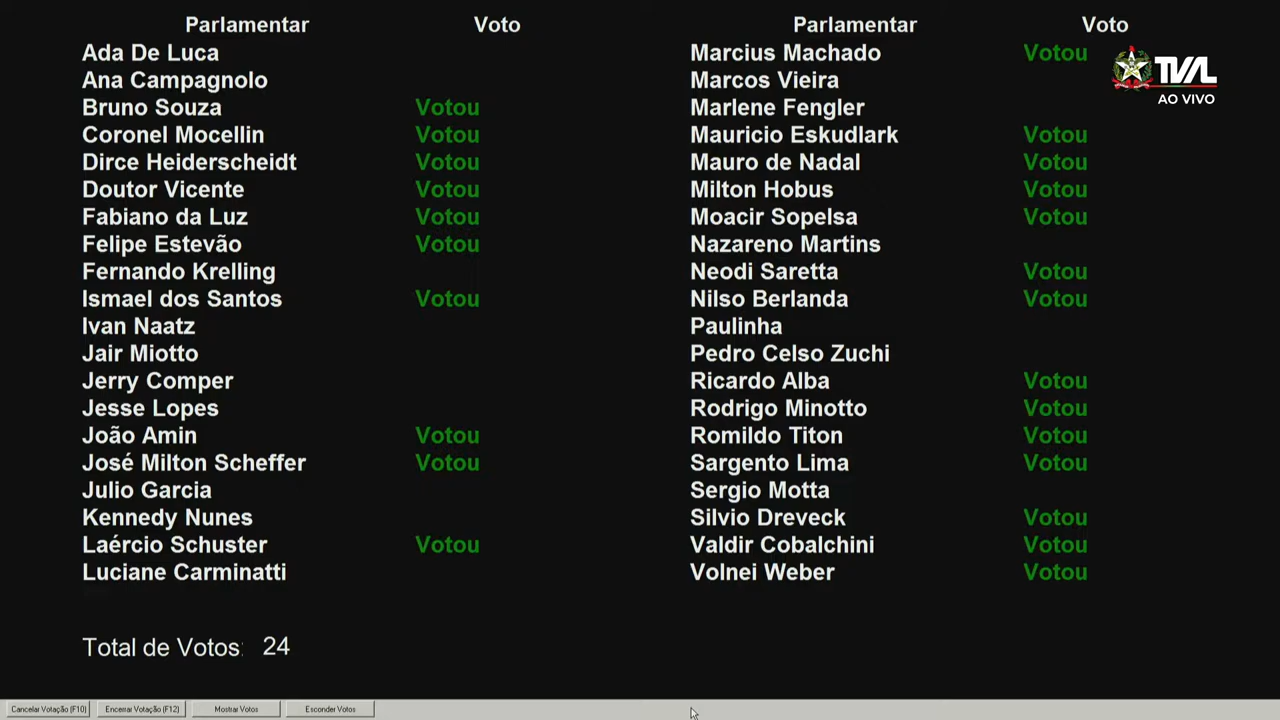 Parlamentar Voto
Ada De Luca
Ana Campagnolo
Bruno Souza Votou
Coronel Mocellin Votou
Dirce Heiderscheidt Votou
Doutor Vicente Votou
Fabiano da Luz Votou
Felipe Estevão Votou
Fernando Krelling
Ismael dos Santos Votou
Ivan Naatz
Jair Miotto
Jerry Comper
Jesse Lopes
João Amin Votou
José Milton Scheffer Votou
Julio Garcia
Kennedy Nunes
Laércio Schuster Votou
Luciane Carminatti
Parlamentar Voto
Marcius Machado Votou
Marcos Vieira
Marlene Fengler
Mauricio Eskudlark Votou
Mauro de Nadal Votou
Milton Hobus Votou
Moacir Sopelsa Votou
Nazareno Martins
Neodi Saretta Votou
Nilso Berlanda Votou
Paulinha
Pedro Celso Zuchi
Ricardo Alba Votou
Rodrigo Minotto Votou
Romildo Titon Votou
Sargento Lima Votou
Sergio Motta
Silvio Dreveck Votou
Valdir Cobalchini Votou
Volnei Weber Votou
TVAL
AO VIVO
Total de Votos: 24
Cancelar Votação (F10) Encerrar Votação (F12) Mostrar Votos Esconder Votos